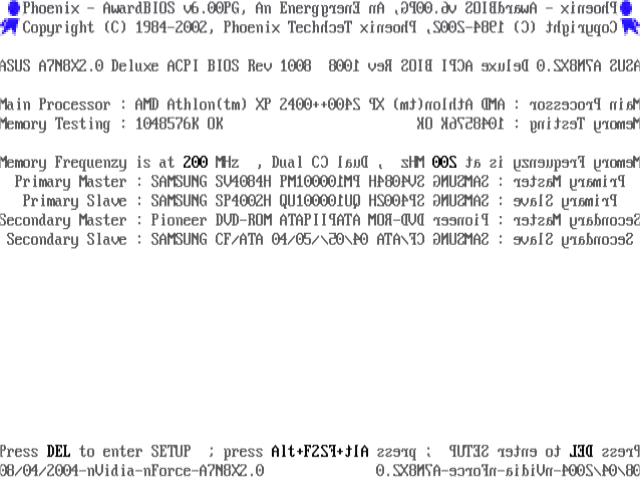 Phoenix - AwardBIOS v6.00PG, An Energy
Copyright (C) 1984-2002, Phoenix Tech
ASUS A7N8X2.0 Deluxe ACPI BIOS Rev 1008
Main Processor : AMD Athlon(tm) XP 2400+
Memory Testing : 1048576K OK
Memory Frequenzy is at 200 MHz , Dual C
Primary Master : SAMSUNG SV4084H PM100
Primary Slave : SAMSUNG SP4002H QU100
Secondary Master : Pioneer DVD-ROM ATAPI
Secondary Slave : SAMSUNG CF/ATA 04/05/
Press DEL to enter SETUP ; press Alt+F2
08/04/2004-nVidia-nForce-A7N8X2.0